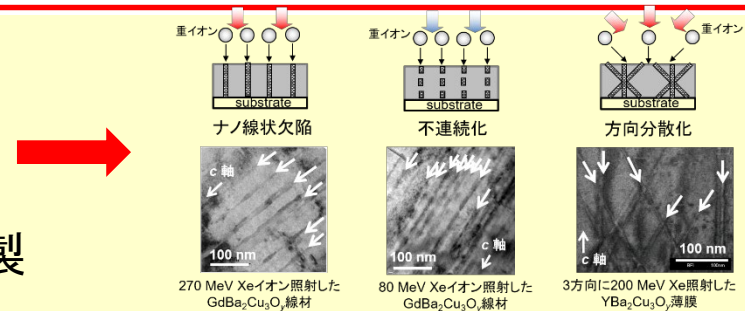 重イオン
重イオン
substrate
substrate
substrate
ナノ線状欠陥
不連続化
方向分散化
c 軸
100 nm
c 軸
100 nm
c 軸
100 nm
BFI 100nm
製
270 MeV Xeイオン照射した
GdBa₂Cu₃Oy線材
80 MeV Xeイオン照射した
GdBa₂Cu₃Oy線材
3方向に200 MeV Xe照射した
YBa₂Cu₃Oy薄膜